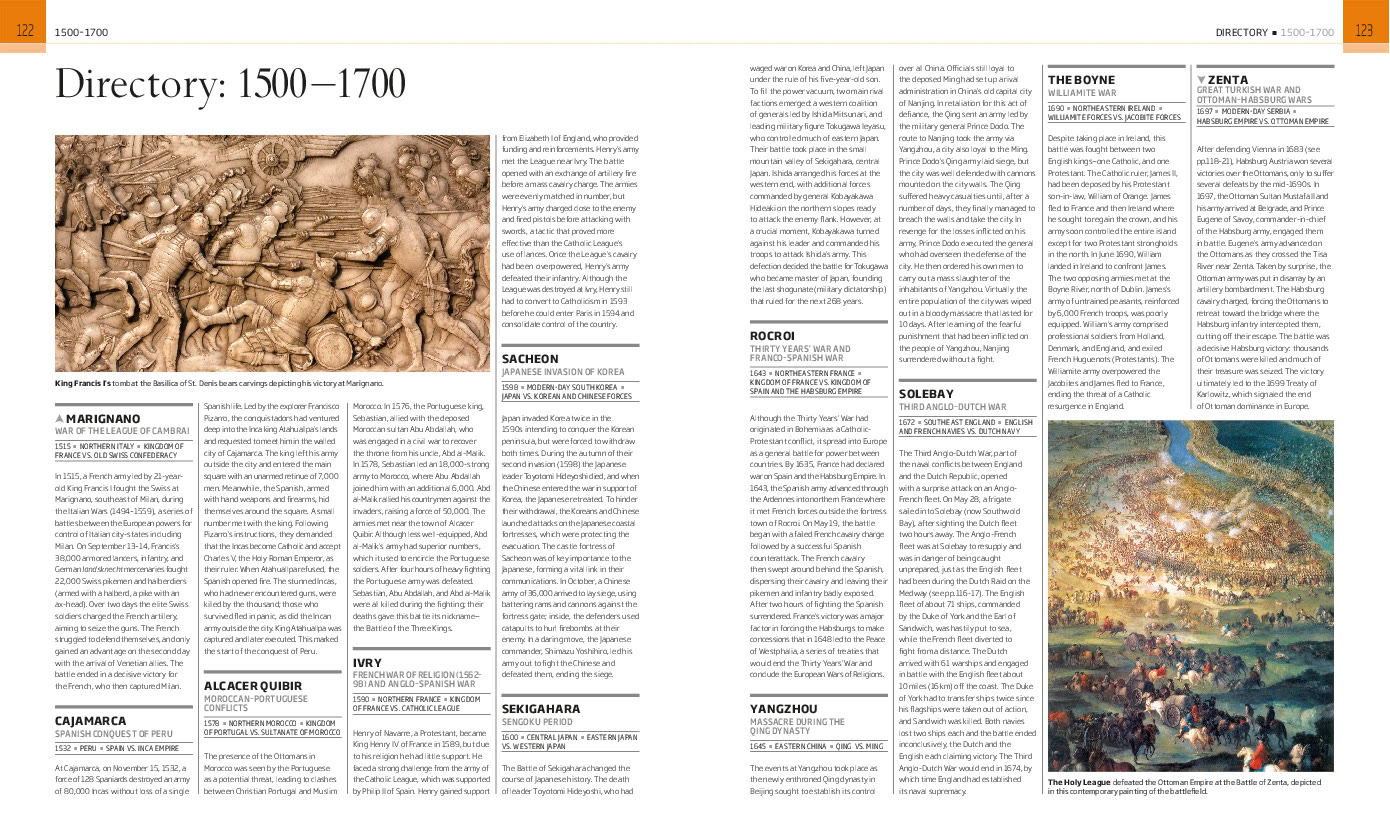 122
1500–1700
DIRECTORY ■ 1500–1700
123
Directory: 1500–1700
King Francis I's tomb at the Basilica of St. Denis bears carvings depicting his victory at Marignano.
MARIGNANO
WAR OF THE LEAGUE OF CAMBRAI
1515 ■ NORTHERN ITALY ■ KINGDOM OF
FRANCE VS. OLD SWISS CONFEDERACY
In 1515, a French army led by 21-year-
old King Francis I fought the Swiss at
Marignano, southeast of Milan, during
the Italian Wars (1494–1559), a series of
battles between the European powers for
control of Italian city-states including
Milan. On September 13–14, Francis's
38,000 armored lancers, infantry, and
German landsknecht mercenaries fought
22,000 Swiss pikemen and halberdiers
(armed with a halberd, a pike with an
ax-head). Over two days the elite Swiss
soldiers charged the French artillery,
aiming to seize the guns. The French
struggled to defend themselves, and only
gained an advantage on the second day
with the arrival of Venetian allies. The
battle ended in a decisive victory for
the French, who then captured Milan.
CAJAMARCA
SPANISH CONQUEST OF PERU
1532 ■ PERU ■ SPAIN VS. INCA EMPIRE
At Cajamarca, on November 15, 1532, a
force of 128 Spaniards destroyed an army
of 80,000 Incas without loss of a single
Spanish life. Led by the explorer Francisco
Pizarro, the conquistadors had ventured
deep into the Inca king Atahualpa's lands
and requested to meet him in the walled
city of Cajamarca. The king left his army
outside the city and entered the main
square with an unarmed retinue of 7,000
men. Meanwhile, the Spanish, armed
with hand weapons and firearms, hid
themselves around the square. A small
number met with the king. Following
Pizarro's instructions, they demanded
that the Incas become Catholic and accept
Charles V, the Holy Roman Emperor, as
their ruler. When Atahualpa refused, the
Spanish opened fire. The stunned Incas,
who had never encountered guns, were
killed by the thousand; those who
survived fled in panic, as did the Incan
army outside the city. King Atahualpa was
captured and later executed. This marked
the start of the conquest of Peru.
ALCACER QUIBIR
MOROCCAN-PORTUGUESE
CONFLICTS
1578 ■ NORTHERN MOROCCO ■ KINGDOM
OF PORTUGAL VS. SULTANATE OF MOROCCO
The presence of the Ottomans in
Morocco was seen by the Portuguese
as a potential threat, leading to clashes
between Christian Portugal and Muslim
Morocco. In 1576, the Portuguese king,
Sebastian, allied with the deposed
Moroccan sultan Abu Abdallah, who
was engaged in a civil war to recover
the throne from his uncle, Abd al-Malik.
In 1578, Sebastian led an 18,000-strong
army to Morocco, where Abu Abdallah
joined him with an additional 6,000. Abd
al-Malik rallied his countrymen against the
invaders, raising a force of 50,000. The
armies met near the town of Alcacer
Quibir. Although less well-equipped, Abd
al-Malik's army had superior numbers,
which it used to encircle the Portuguese
soldiers. After four hours of heavy fighting
the Portuguese army was defeated.
Sebastian, Abu Abdallah, and Abd al-Malik
were all killed during the fighting; their
deaths gave this battle its nickname—
the Battle of the Three Kings.
IVRY
FRENCH WAR OF RELIGION (1562–
98) AND ANGLO-SPANISH WAR
1590 ■ NORTHERN FRANCE ■ KINGDOM
OF FRANCE VS. CATHOLIC LEAGUE
Henry of Navarre, a Protestant, became
King Henry IV of France in 1589, but due
to his religion he had little support. He
faced a strong challenge from the army of
the Catholic League, which was supported
by Philip II of Spain. Henry gained support
from Elizabeth I of England, who provided
funding and reinforcements. Henry's army
met the League near Ivry. The battle
opened with an exchange of artillery fire
before a mass cavalry charge. The armies
were evenly matched in number, but
Henry's army charged close to the enemy
and fired pistols before attacking with
swords, a tactic that proved more
effective than the Catholic League's
use of lances. Once the League's cavalry
had been overpowered, Henry's army
defeated their infantry. Although the
League was destroyed at Ivry, Henry still
had to convert to Catholicism in 1593
before he could enter Paris in 1594 and
consolidate control of the country.
SACHEON
JAPANESE INVASION OF KOREA
1598 ■ MODERN-DAY SOUTH KOREA ■
JAPAN VS. KOREAN AND CHINESE FORCES
Japan invaded Korea twice in the
1590s intending to conquer the Korean
peninsula, but were forced to withdraw
both times. During the autumn of their
second invasion (1598) the Japanese
leader Toyotomi Hideyoshi died, and when
the Chinese entered the war in support of
Korea, the Japanese retreated. To hinder
their withdrawal, the Koreans and Chinese
launched attacks on the Japanese coastal
fortresses, which were protecting the
evacuation. The castle fortress of
Sacheon was of key importance to the
Japanese, forming a vital link in their
communications. In October, a Chinese
army of 36,000 arrived to lay siege, using
battering rams and cannons against the
fortress gate; inside, the defenders used
catapults to hurl firebombs at their
enemy. In a daring move, the Japanese
commander, Shimazu Yoshihiro, led his
army out to fight the Chinese and
defeated them, ending the siege.
SEKIGAHARA
SENGOKU PERIOD
1600 ■ CENTRAL JAPAN ■ EASTERN JAPAN
VS. WESTERN JAPAN
The Battle of Sekigahara changed the
course of Japanese history. The death
of leader Toyotomi Hideyoshi, who had
waged war on Korea and China, left Japan
under the rule of his five-year-old son.
To fill the power vacuum, two main rival
factions emerged: a western coalition
of generals led by Ishida Mitsunari, and
leading military figure Tokugawa Ieyasu,
who controlled much of eastern Japan.
Their battle took place in the small
mountain valley of Sekigahara, central
Japan. Ishida arranged his forces at the
western end, with additional forces
commanded by general Kobayakawa
Hideaki on the northern slopes ready
to attack the enemy flank. However, at
a crucial moment, Kobayakawa turned
against his leader and commanded his
troops to attack Ishida's army. This
defection decided the battle for Tokugawa
who became master of Japan, founding
the last shogunate (military dictatorship)
that ruled for the next 268 years.
ROCROI
THIRTY YEARS' WAR AND
FRANCO-SPANISH WAR
1643 ■ NORTHEASTERN FRANCE ■
KINGDOM OF FRANCE VS. KINGDOM OF
SPAIN AND THE HABSBURG EMPIRE
Although the Thirty Years' War had
originated in Bohemia as a Catholic-
Protestant conflict, it spread into Europe
as a general battle for power between
countries. By 1635, France had declared
war on Spain and the Habsburg Empire. In
1643, the Spanish army advanced through
the Ardennes into northern France where
it met French forces outside the fortress
town of Rocroi. On May 19, the battle
began with a failed French cavalry charge
followed by a successful Spanish
counterattack. The French cavalry
then swept around behind the Spanish,
dispersing their cavalry and leaving their
pikemen and infantry badly exposed.
After two hours of fighting the Spanish
surrendered. France's victory was a major
factor in forcing the Habsburgs to make
concessions that in 1648 led to the Peace
of Westphalia, a series of treaties that
would end the Thirty Years' War and
conclude the European Wars of Religion.
YANGZHOU
MASSACRE DURING THE
QING DYNASTY
1645 ■ EASTERN CHINA ■ QING VS. MING
The events at Yangzhou took place as
the newly enthroned Qing dynasty in
Beijing sought to establish its control
over all China. Officials still loyal to
the deposed Ming had set up a rival
administration in China's old capital city
of Nanjing. In retaliation for this act of
defiance, the Qing sent an army led by
the military general Prince Dodo. The
route to Nanjing took the army via
Yangzhou, a city also loyal to the Ming.
Prince Dodo's Qing army laid siege, but
the city was well defended with cannons
mounted on the city walls. The Qing
suffered heavy casualties until, after a
number of days, they finally managed to
breach the walls and take the city. In
revenge for the losses inflicted on his
army, Prince Dodo executed the general
who had overseen the defense of the
city. He then ordered his own men to
carry out a mass slaughter of the
inhabitants of Yangzhou. Virtually the
entire population of the city was wiped
out in a bloody massacre that lasted for
10 days. After learning of the fearful
punishment that had been inflicted on
the people of Yangzhou, Nanjing
surrendered without a fight.
SOLEBAY
THIRD ANGLO-DUTCH WAR
1672 ■ SOUTHEAST ENGLAND ■ ENGLISH
AND FRENCH NAVIES VS. DUTCH NAVY
The Third Anglo-Dutch War, part of
the naval conflicts between England
and the Dutch Republic, opened
with a surprise attack on an Anglo-
French fleet. On May 28, a frigate
sailed in to Solebay (now Southwold
Bay), after sighting the Dutch fleet
two hours away. The Anglo-French
fleet was at Solebay to resupply and
was in danger of being caught
unprepared, just as the English fleet
had been during the Dutch Raid on the
Medway (see pp.116–17). The English
fleet of about 71 ships, commanded
by the Duke of York and the Earl of
Sandwich, was hastily put to sea,
while the French fleet diverted to
fight from a distance. The Dutch
arrived with 61 warships and engaged
in battle with the English fleet about
10 miles (16 km) off the coast. The Duke
of York had to transfer ships twice since
his flagships were taken out of action,
and Sandwich was killed. Both navies
lost two ships each and the battle ended
inconclusively, the Dutch and the
English each claiming victory. The Third
Anglo-Dutch War would end in 1674, by
which time England had established
its naval supremacy.
THE BOYNE
WILLIAMITE WAR
1690 ■ NORTHEASTERN IRELAND ■
WILLIAMITE FORCES VS. JACOBITE FORCES
Despite taking place in Ireland, this
battle was fought between two
English kings–one Catholic, and one
Protestant. The Catholic ruler, James II,
had been deposed by his Protestant
son-in-law, William of Orange. James
fled to France and then Ireland where
he sought to regain the crown, and his
army soon controlled the entire island
except for two Protestant strongholds
in the north. In June 1690, William
landed in Ireland to confront James.
The two opposing armies met at the
Boyne River, north of Dublin. James's
army of untrained peasants, reinforced
by 6,000 French troops, was poorly
equipped. William's army comprised
professional soldiers from Holland,
Denmark, and England, and exiled
French Huguenots (Protestants). The
Williamite army overpowered the
Jacobites and James fled to France,
ending the threat of a Catholic
resurgence in England.
ZENTA
GREAT TURKISH WAR AND
OTTOMAN-HABSBURG WARS
1697 ■ MODERN-DAY SERBIA ■
HABSBURG EMPIRE VS. OTTOMAN EMPIRE
After defending Vienna in 1683 (see
pp.118–21), Habsburg Austria won several
victories over the Ottomans, only to suffer
several defeats by the mid-1690s. In
1697, the Ottoman Sultan Mustafa II and
his army arrived at Belgrade, and Prince
Eugene of Savoy, commander-in-chief
of the Habsburg army, engaged them
in battle. Eugene's army advanced on
the Ottomans as they crossed the Tisa
River near Zenta. Taken by surprise, the
Ottoman army was put in disarray by an
artillery bombardment. The Habsburg
cavalry charged, forcing the Ottomans to
retreat toward the bridge where the
Habsburg infantry intercepted them,
cutting off their escape. The battle was
a decisive Habsburg victory: thousands
of Ottomans were killed and much of
their treasure was seized. The victory
ultimately led to the 1699 Treaty of
Karlowitz, which signaled the end
of Ottoman dominance in Europe.
The Holy League defeated the Ottoman Empire at the Battle of Zenta, depicted
in this contemporary painting of the battlefield.